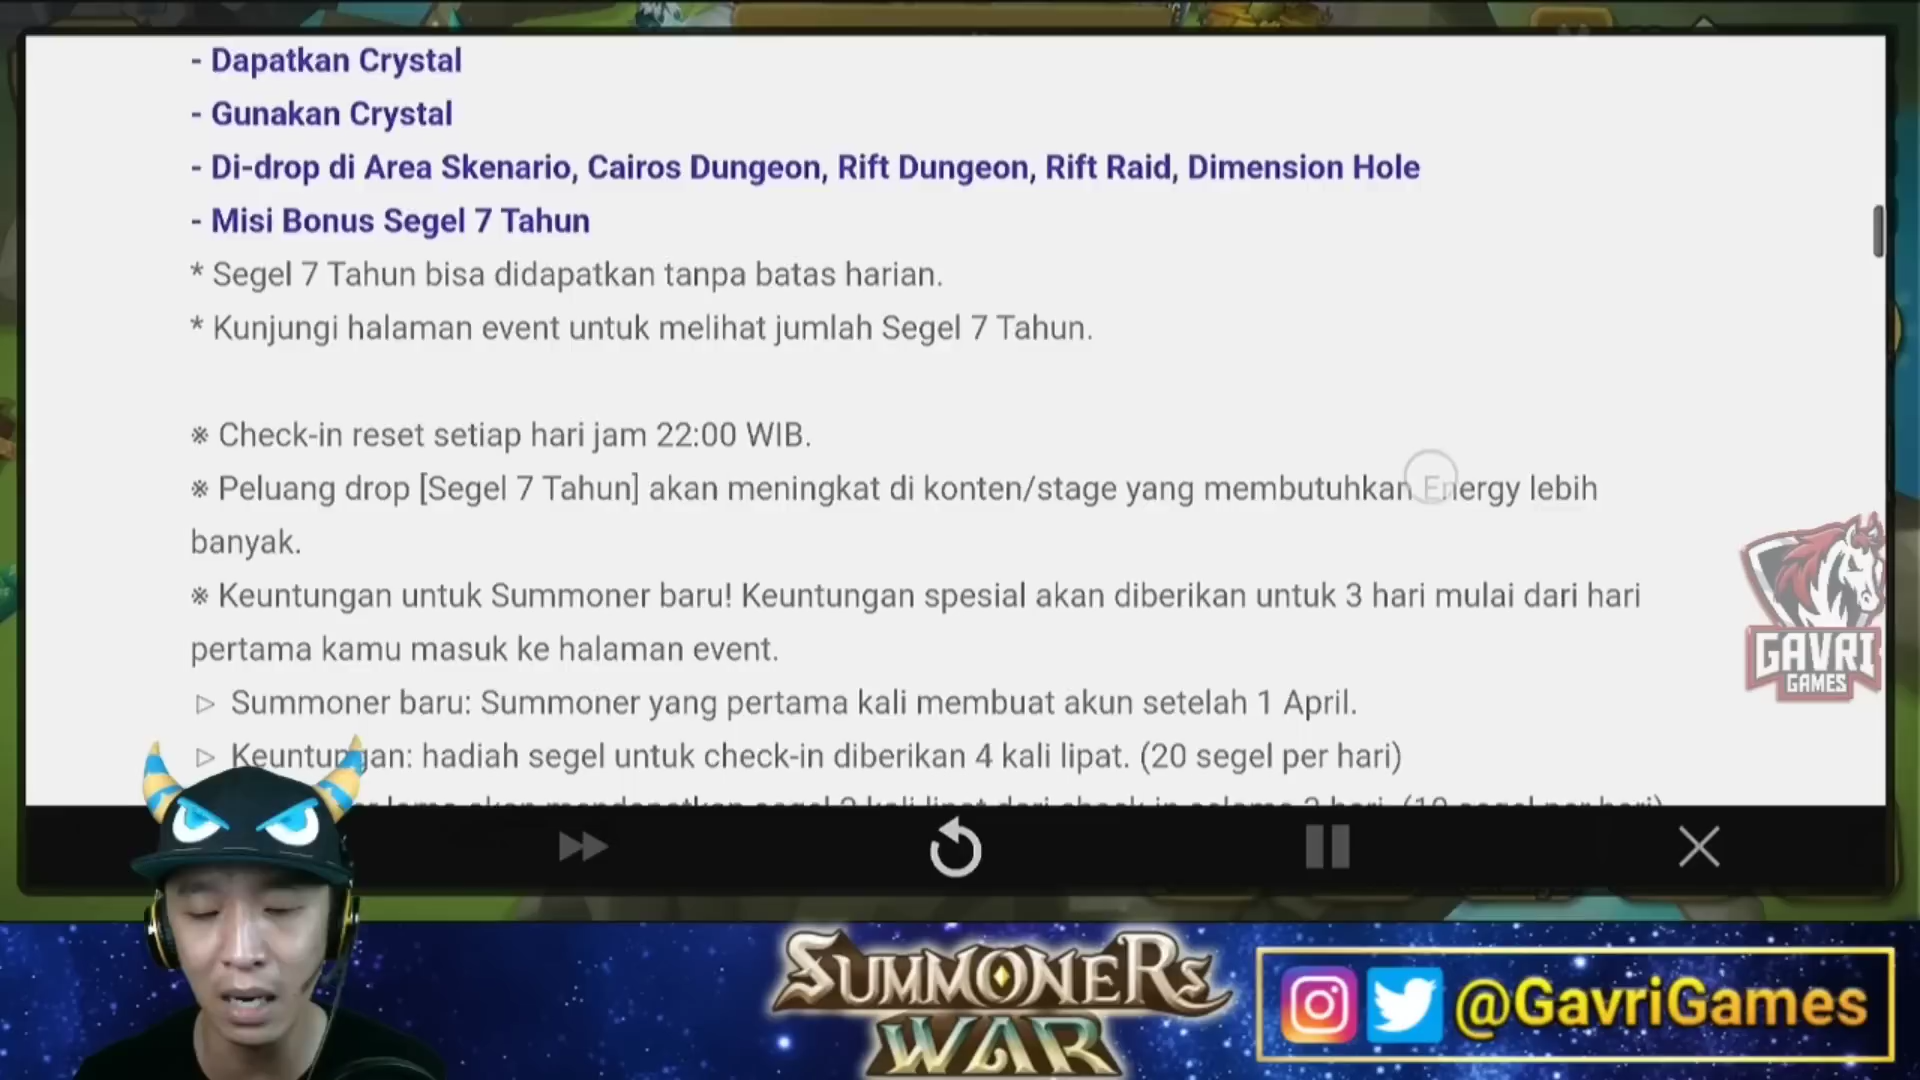 - Dapatkan Crystal
- Gunakan Crystal
- Di-drop di Area Skenario, Cairos Dungeon, Rift Dungeon, Rift Raid, Dimension Hole
- Misi Bonus Segel 7 Tahun
* Segel 7 Tahun bisa didapatkan tanpa batas harian.
* Kunjungi halaman event untuk melihat jumlah Segel 7 Tahun.
※ Check-in reset setiap hari jam 22:00 WIB.
※ Peluang drop [Segel 7 Tahun] akan meningkat di konten/stage yang membutuhkan Energy lebih
banyak.
※ Keuntungan untuk Summoner baru! Keuntungan spesial akan diberikan untuk 3 hari mulai dari hari
pertama kamu masuk ke halaman event.
▷ Summoner baru: Summoner yang pertama kali membuat akun setelah 1 April.
▷ Keuntungan: hadiah segel untuk check-in diberikan 4 kali lipat. (20 segel per hari)
GAVRI
GAMES
SUMMONERS
WAR
@GavriGames